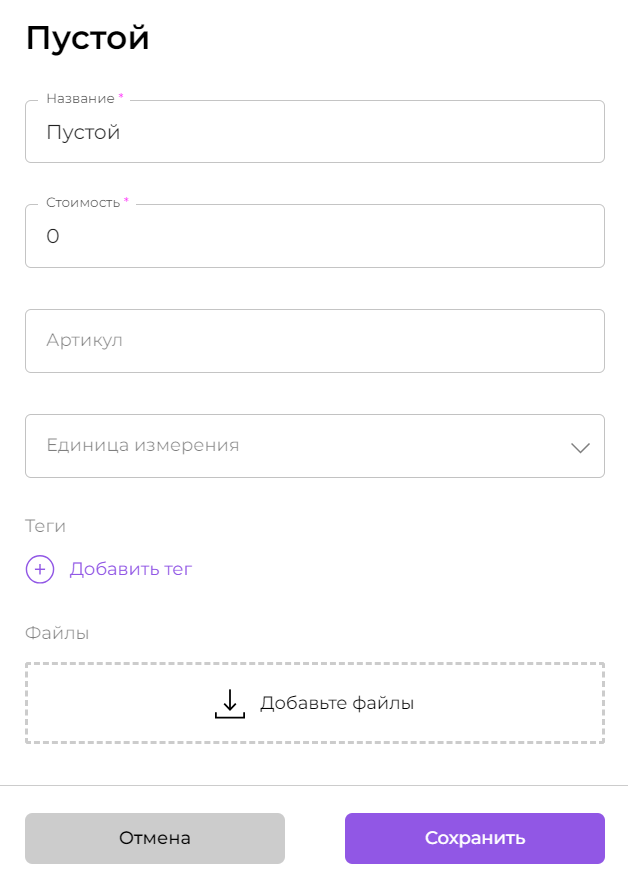 Пустой
Название *
Пустой
Стоимость *
0
Артикул
Единица измерения
Теги
Добавить тег
Файлы
Добавьте файлы
Отмена
Сохранить